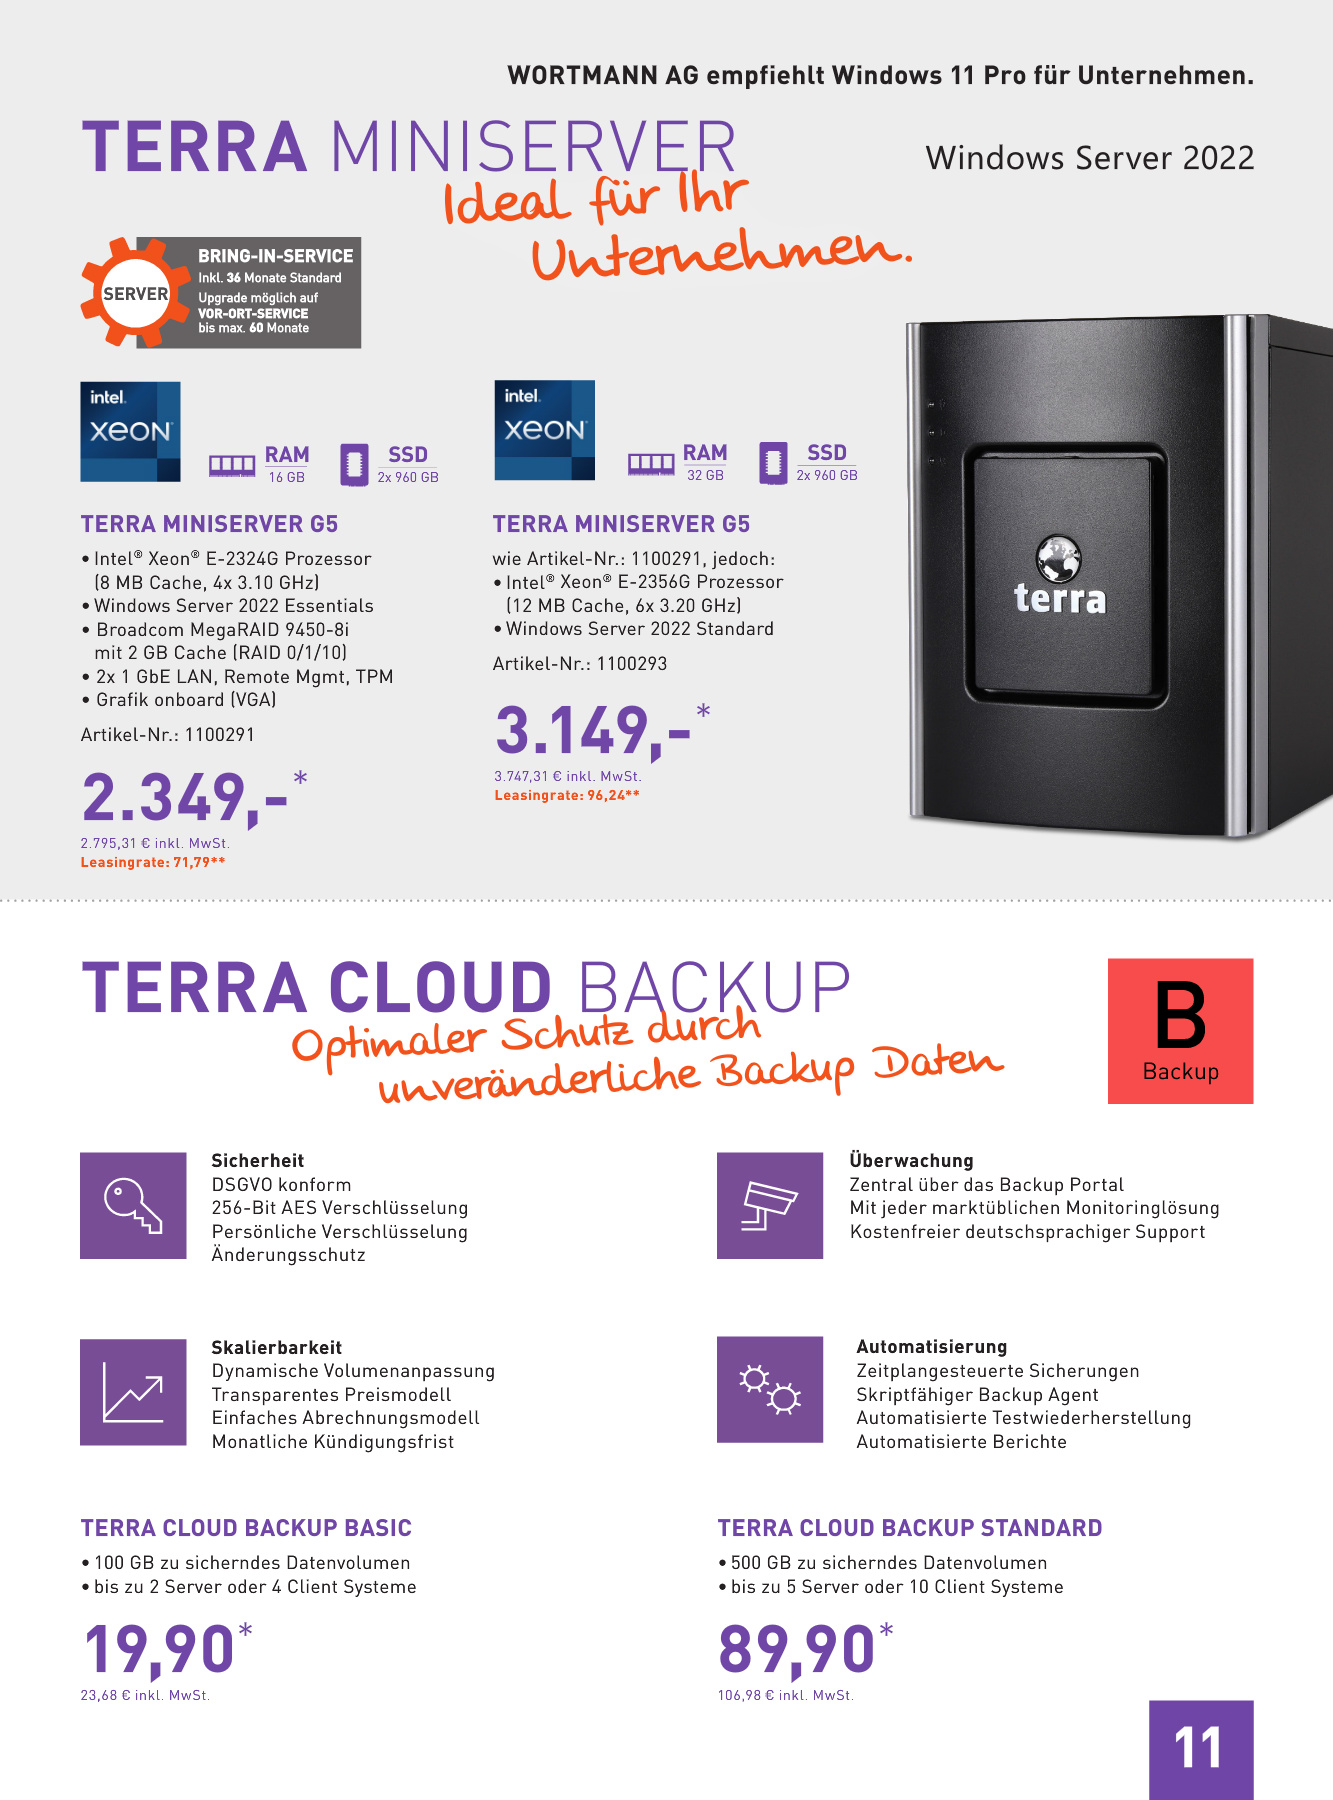 WORTMANN AG empfiehlt Windows 11 Pro für Unternehmen.
TERRA MINISERVER
Windows Server 2022
Ideal für Ihr
Unternehmen.
SERVER
BRING-IN-SERVICE
Inkl. 36 Monate Standard
Upgrade möglich auf
VOR-ORT-SERVICE
bis max. 60 Monate
intel.
XEON
RAM
16 GB
SSD
2x 960 GB
TERRA MINISERVER G5
• Intel® Xeon® E-2324G Prozessor
(8 MB Cache, 4x 3.10 GHz)
• Windows Server 2022 Essentials
• Broadcom MegaRAID 9450-8i
mit 2 GB Cache (RAID 0/1/10)
• 2x 1 GbE LAN, Remote Mgmt, TPM
• Grafik onboard (VGA)
Artikel-Nr.: 1100291
2.349,-*
2.795,31 € inkl. MwSt.
Leasingrate: 71,79**
intel.
XEON
RAM
32 GB
SSD
2x 960 GB
TERRA MINISERVER G5
wie Artikel-Nr.: 1100291, jedoch:
• Intel® Xeon® E-2356G Prozessor
(12 MB Cache, 6x 3.20 GHz)
• Windows Server 2022 Standard
Artikel-Nr.: 1100293
3.149,-*
3.747,31 € inkl. MwSt.
Leasingrate: 96,24**
terra
TERRA CLOUD BACKUP
Optimaler Schutz durch
unveränderliche Backup Daten
B
Backup
Sicherheit
DSGVO konform
256-Bit AES Verschlüsselung
Persönliche Verschlüsselung
Änderungsschutz
Überwachung
Zentral über das Backup Portal
Mit jeder marktüblichen Monitoringlösung
Kostenfreier deutschsprachiger Support
Skalierbarkeit
Dynamische Volumenanpassung
Transparentes Preismodell
Einfaches Abrechnungsmodell
Monatliche Kündigungsfrist
Automatisierung
Zeitplangesteuerte Sicherungen
Skriptfähiger Backup Agent
Automatisierte Testwiederherstellung
Automatisierte Berichte
TERRA CLOUD BACKUP BASIC
• 100 GB zu sicherndes Datenvolumen
• bis zu 2 Server oder 4 Client Systeme
19,90*
23,68 € inkl. MwSt.
TERRA CLOUD BACKUP STANDARD
• 500 GB zu sicherndes Datenvolumen
• bis zu 5 Server oder 10 Client Systeme
89,90*
106,98 € inkl. MwSt.
11